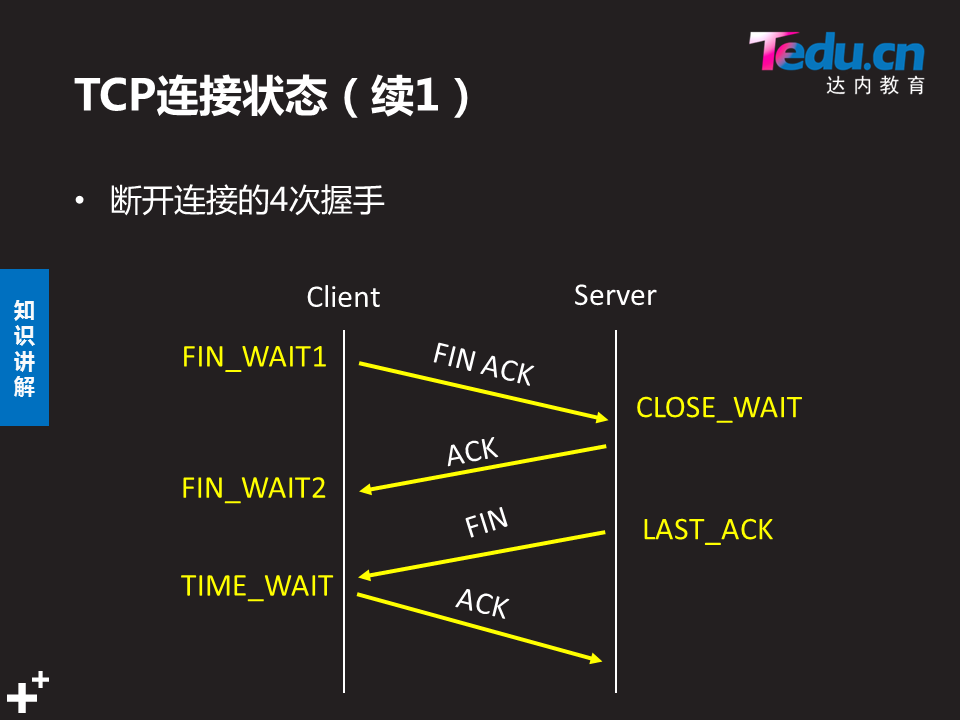 Tedu.cn
达内教育
TCP连接状态（续1）
• 断开连接的4次握手
知识讲解
Client
Server
FIN_WAIT1
FIN ACK
CLOSE_WAIT
ACK
FIN_WAIT2
FIN
LAST_ACK
TIME_WAIT
ACK